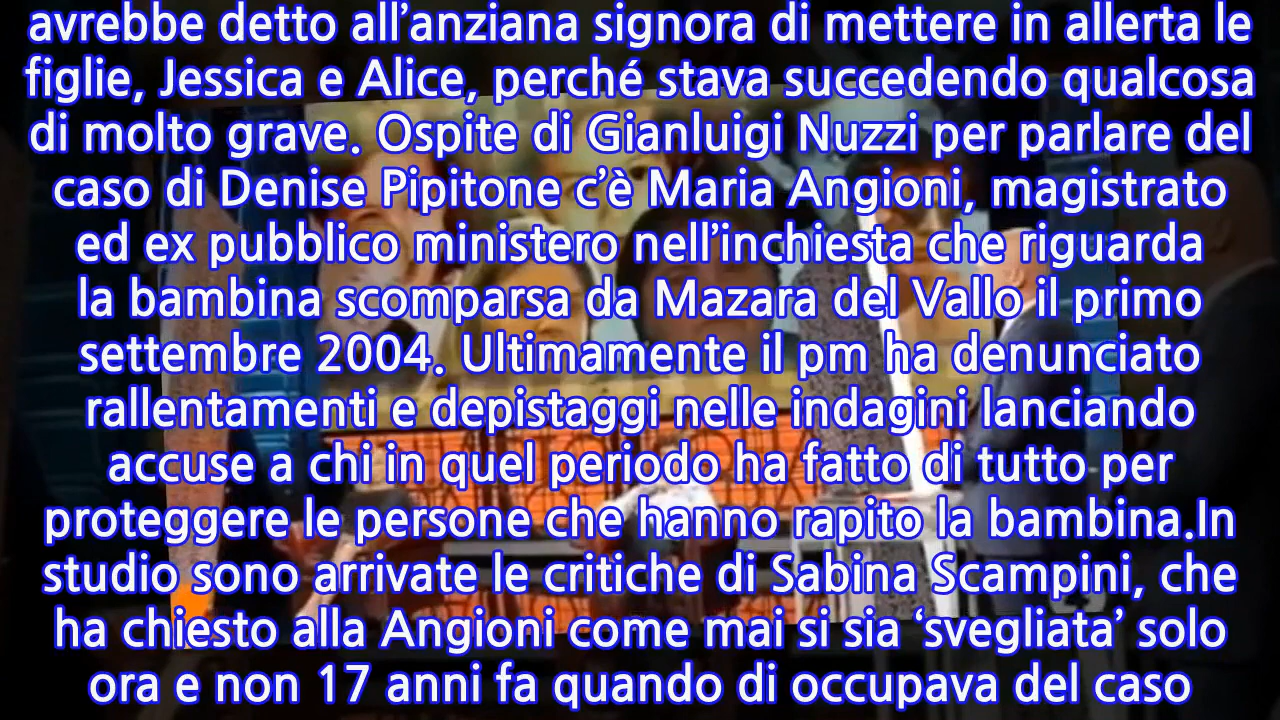 avrebbe detto all’anziana signora di mettere in allerta le
figlie, Jessica e Alice, perché stava succedendo qualcosa
di molto grave. Ospite di Gianluigi Nuzzi per parlare del
caso di Denise Pipitone c’è Maria Angioni, magistrato
ed ex pubblico ministero nell’inchiesta che riguarda
la bambina scomparsa da Mazara del Vallo il primo
settembre 2004. Ultimamente il pm ha denunciato
rallentamenti e depistaggi nelle indagini lanciando
accuse a chi in quel periodo ha fatto di tutto per
proteggere le persone che hanno rapito la bambina.In
studio sono arrivate le critiche di Sabina Scampini, che
ha chiesto alla Angioni come mai si sia ‘svegliata’ solo
ora e non 17 anni fa quando di occupava del caso